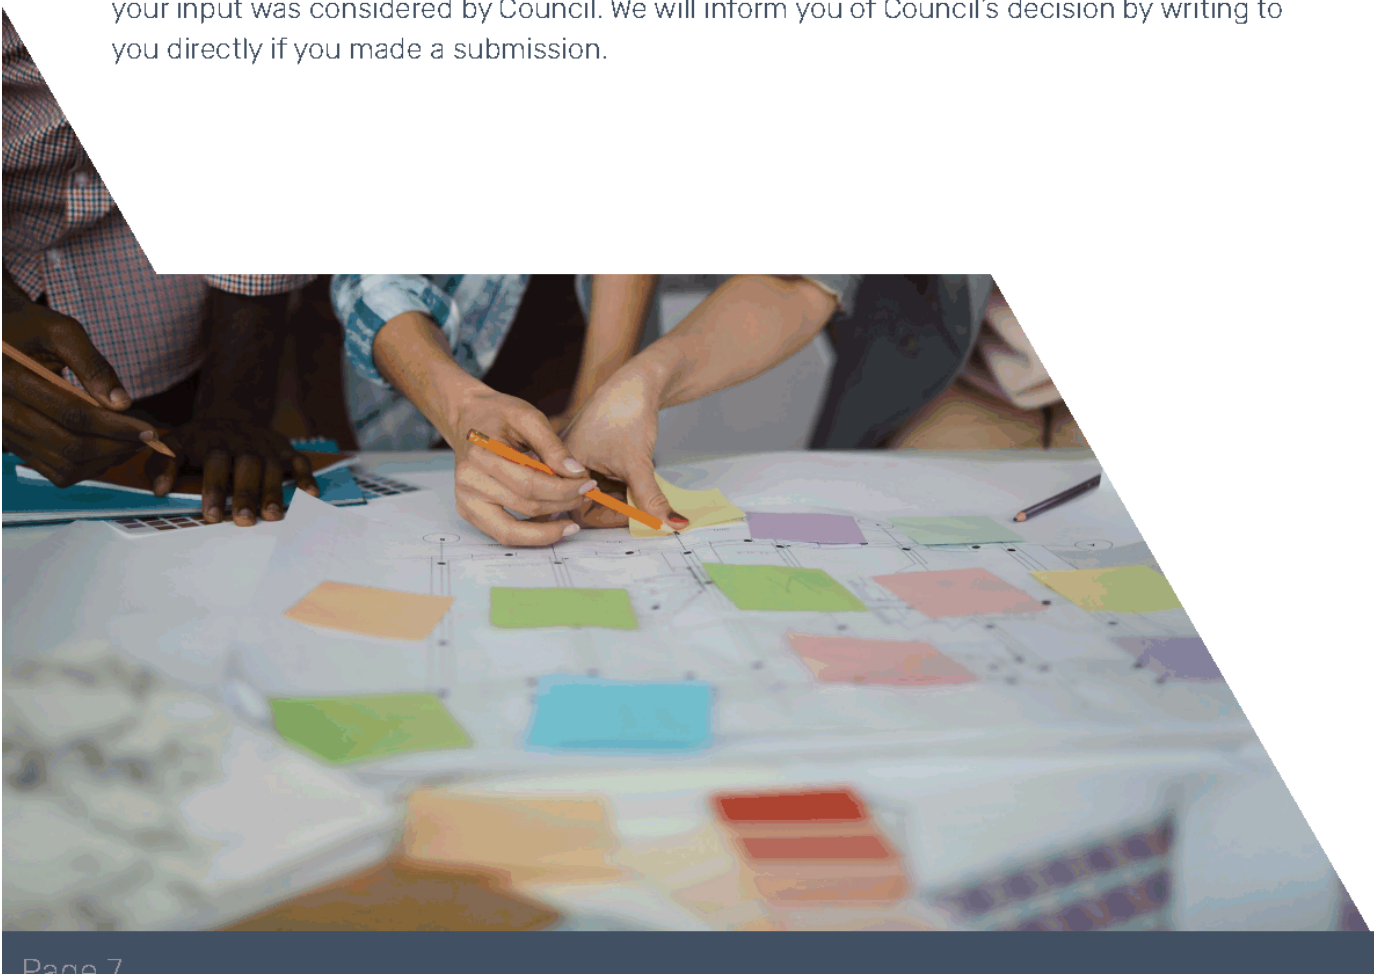 your input was considered by Council. We will inform you of Council's decision by writing to
you directly if you made a submission.
Page 7